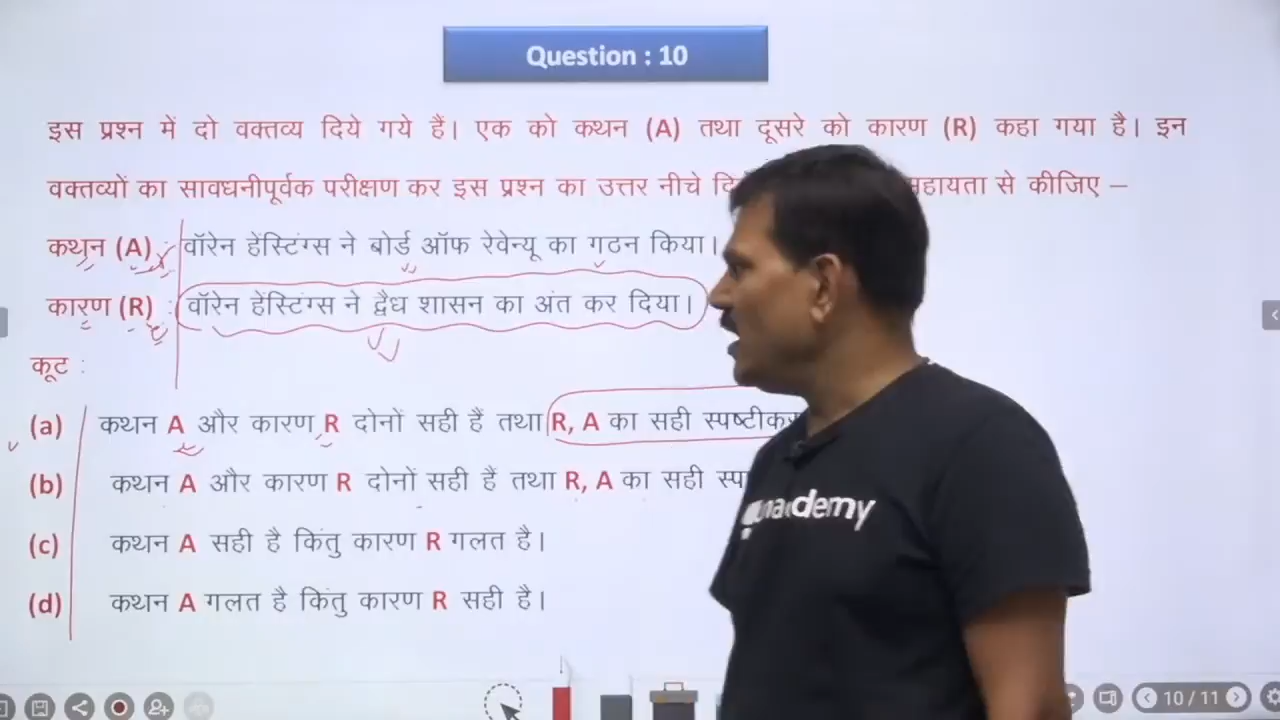 Question : 10
इस प्रश्न में दो वक्तव्य दिये गये हैं। एक को कथन (A) तथा दूसरे को कारण (R) कहा गया है। इन
वक्तव्यों का सावधनीपूर्वक परीक्षण कर इस प्रश्न का उत्तर नीचे सहायता से कीजिए –
कथन (A) : वॉरेन हेंस्टिंग्स ने बोर्ड ऑफ रेवेन्यू का गठन किया।
कारण (R) : वॉरेन हेंस्टिंग्स ने द्वैध शासन का अंत कर दिया।
कूट :
(a) कथन A और कारण R दोनों सही हैं तथा R, A का सही
(b) कथन A और कारण R दोनों सही हैं तथा R, A का सही
(c) कथन A सही है किंतु कारण R गलत है।
(d) कथन A गलत है किंतु कारण R सही है।
unacademy
10 / 11